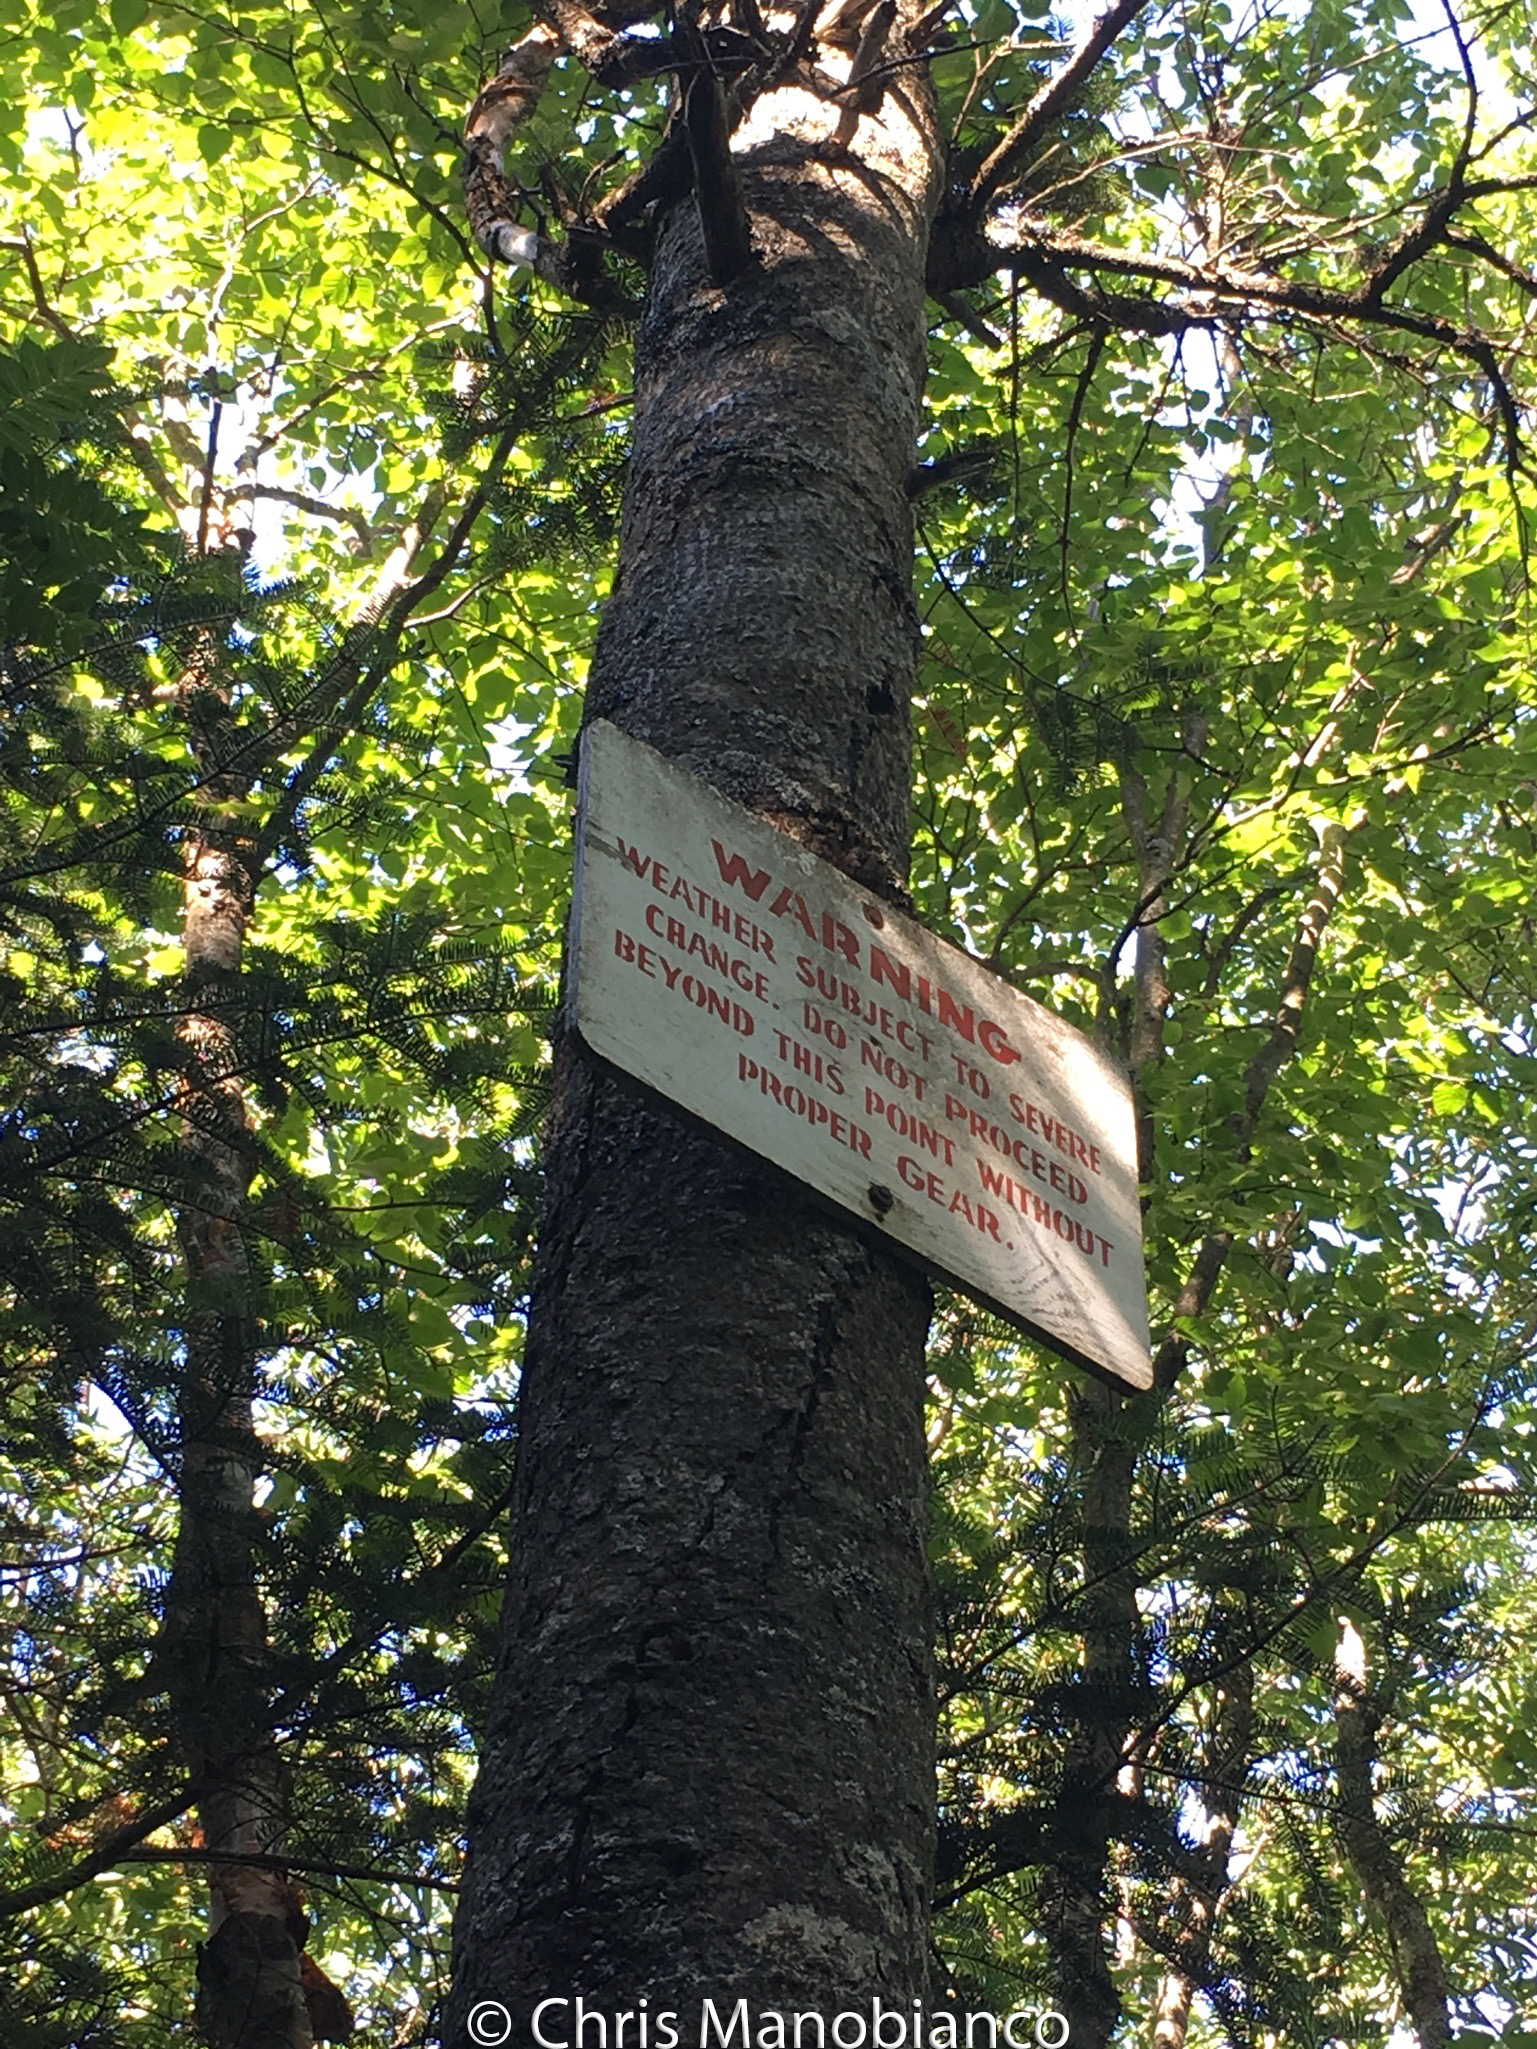 WARNING
WEATHER SUBJECT TO SEVERE
CHANGE. DO NOT PROCEED
BEYOND THIS POINT WITHOUT
PROPER GEAR.
© Chris Manobianco